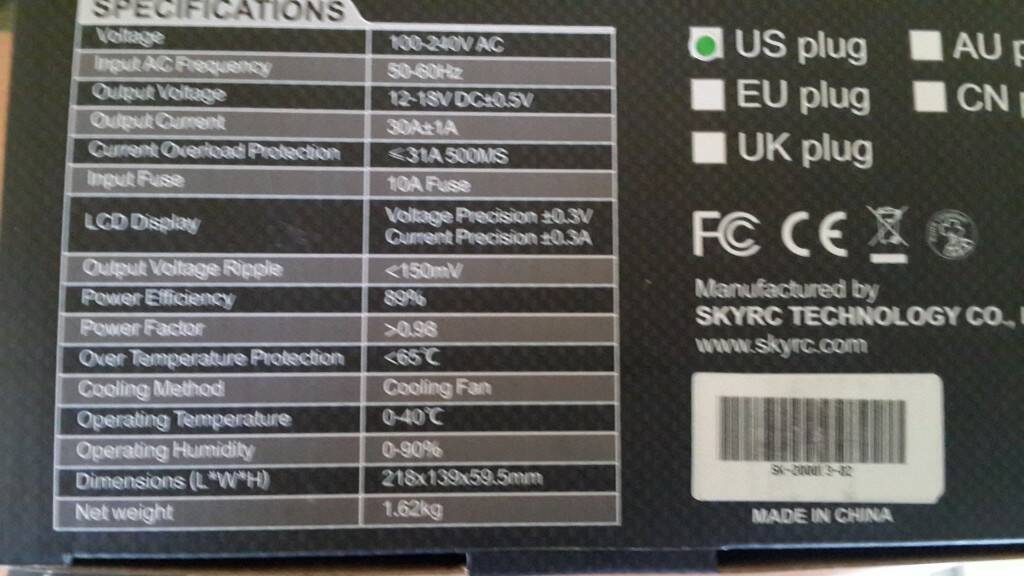 SPECIFICATIONS
Voltage 100-240V AC
Input AC Frequency 50-60Hz
Output Voltage 12-18V DC±0.5V
Output Current 30A±1A
Current Overload Protection <31A 500MS
Input Fuse 10A Fuse
LCD Display Voltage Precision ±0.3V
Current Precision ±0.3A
Output Voltage Ripple <150mV
Power Efficiency 89%
Power Factor >0.98
Over Temperature Protection <65℃
Cooling Method Cooling Fan
Operating Temperature 0-40℃
Operating Humidity 0-90%
Dimensions (L*W*H) 218x139x59.5mm
Net weight 1.62kg
US plug AU p
EU plug CN p
UK plug
FC CE
Manufactured by
SKYRC TECHNOLOGY CO.,
www.skyrc.com
MADE IN CHINA